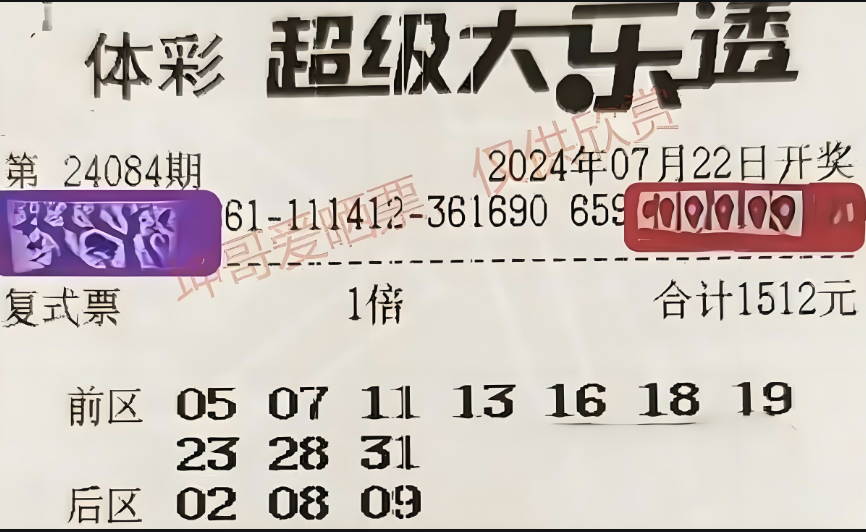 体彩 超级大乐透
第 24084期 2024年07月22日开奖
61-111412-361690 659
复式票 1倍 合计1512元
前区 05 07 11 13 16 18 19
23 28 31
后区 02 08 09
仅供欣赏
坤哥爱晒票